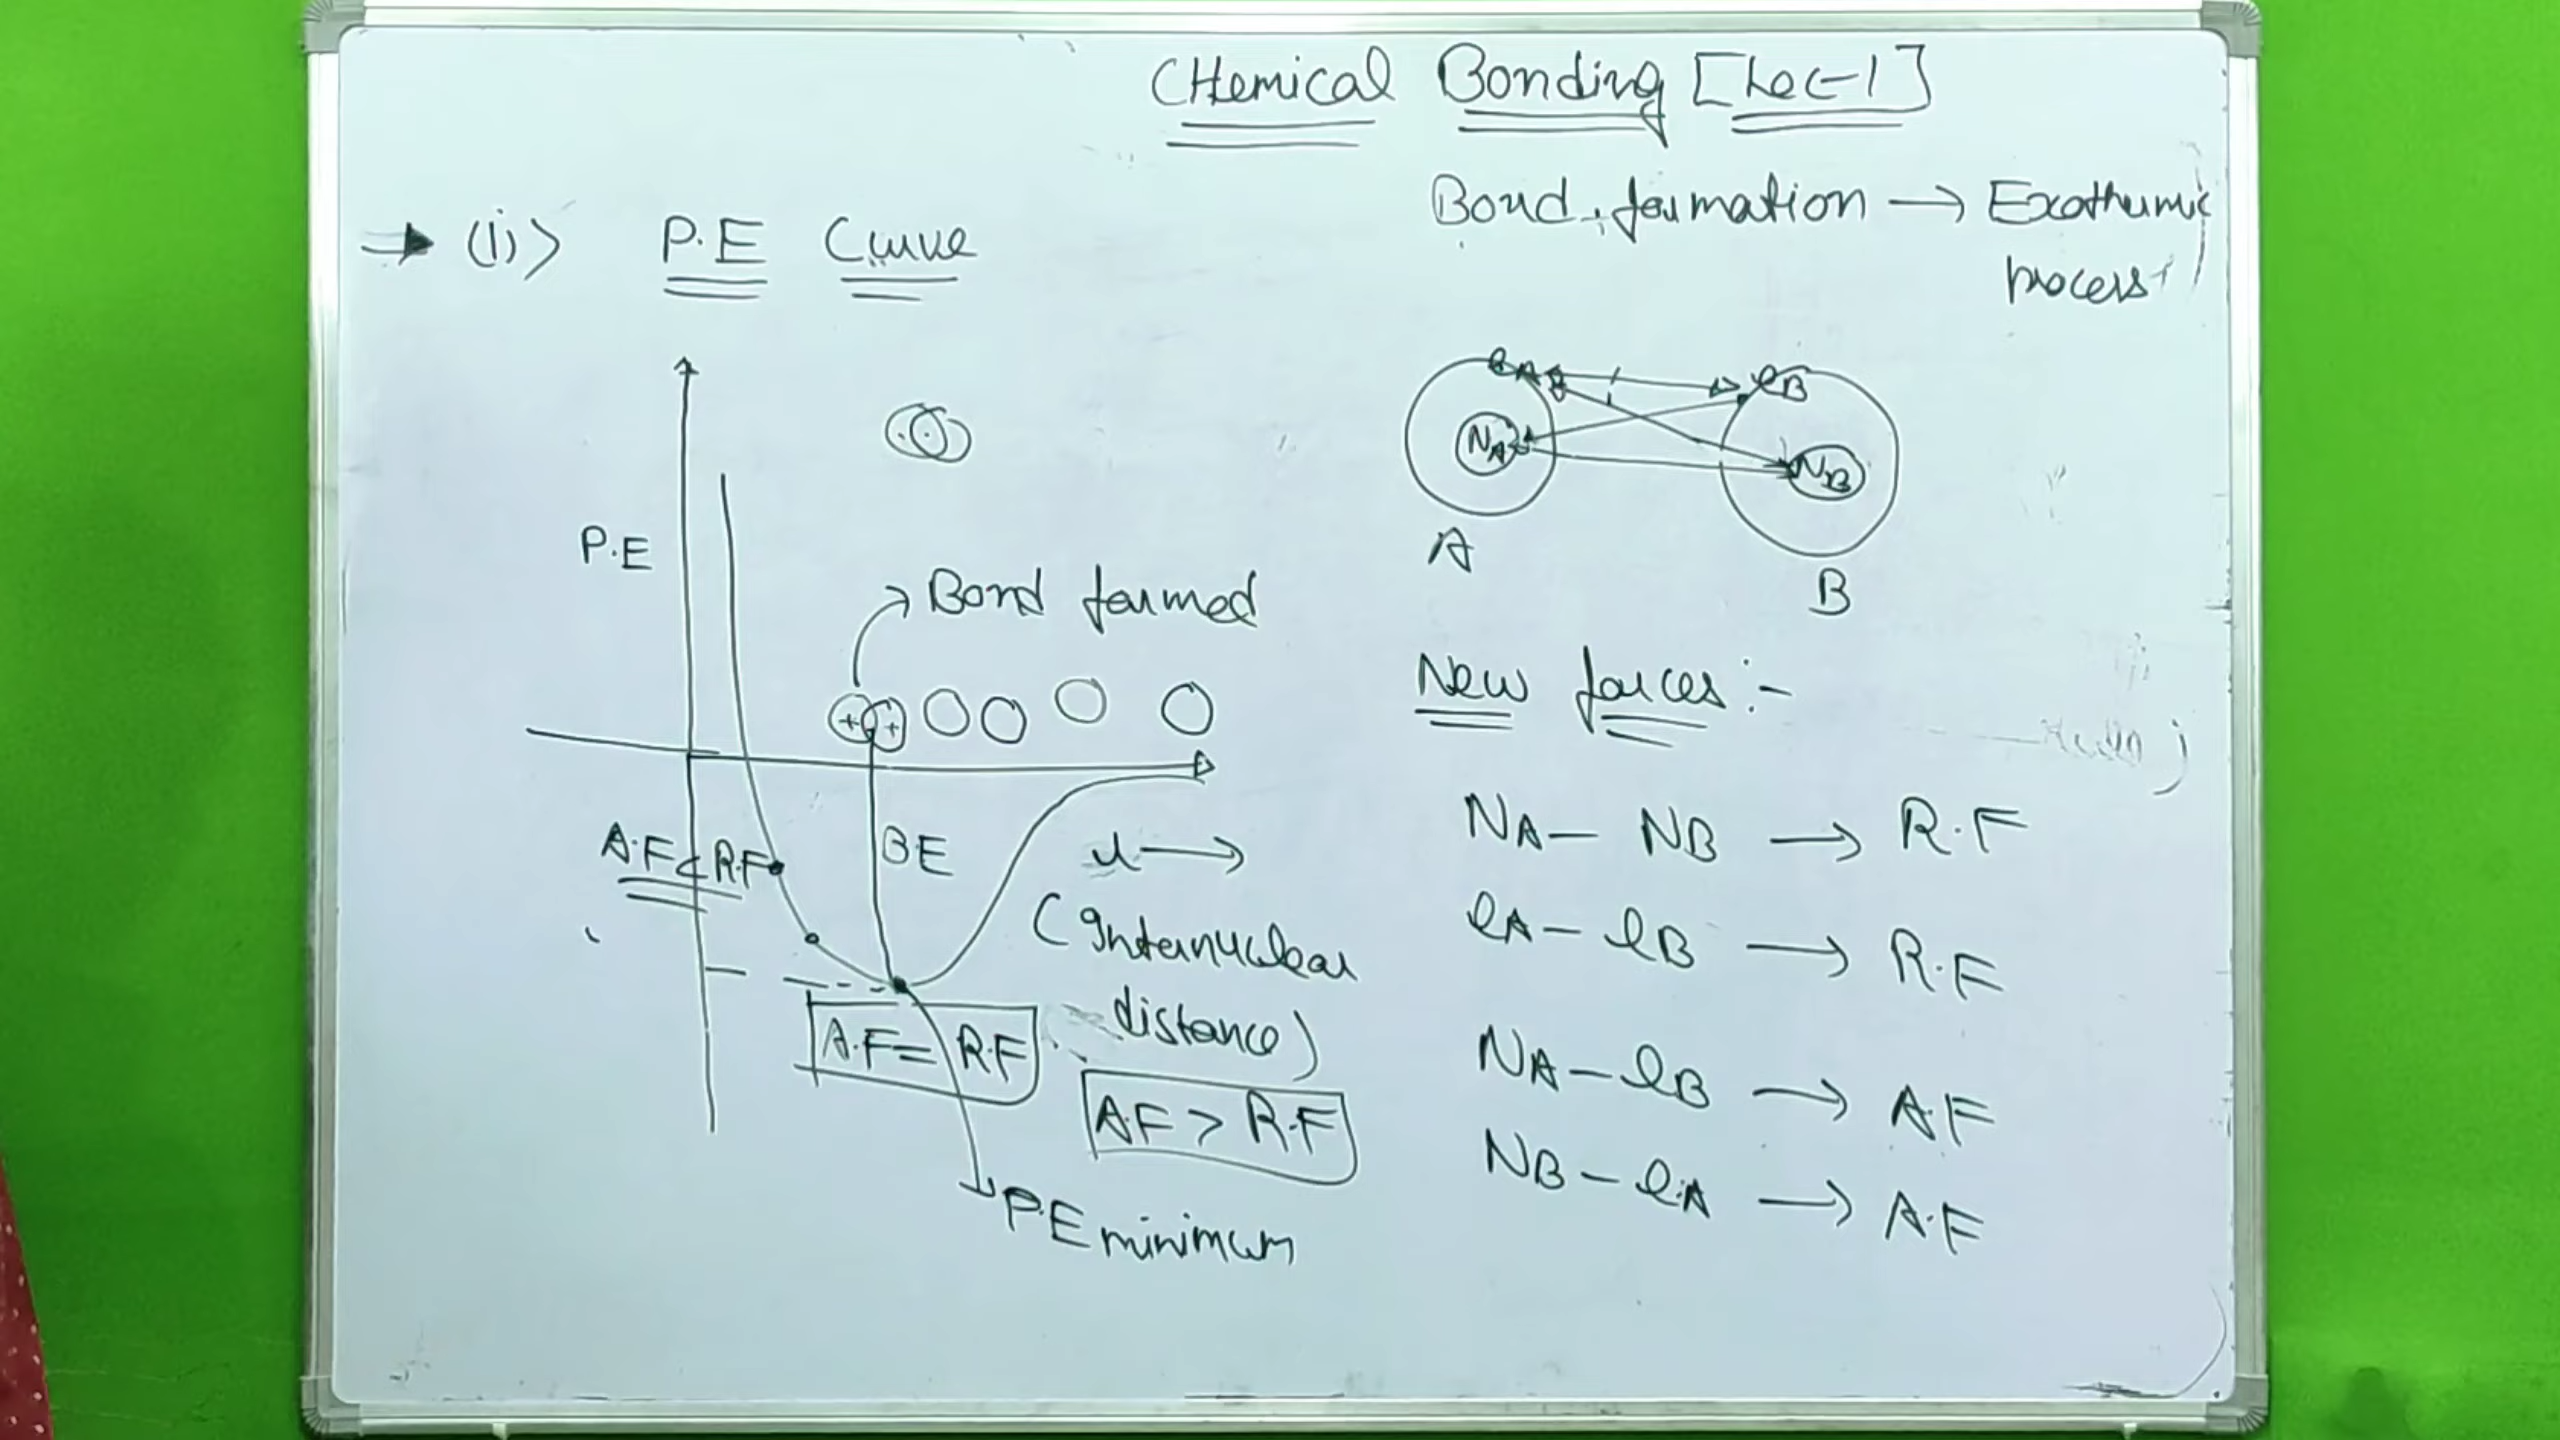 CHemical Bonding [Lec-1]
Bond formation → Exothermic
process
(i)> P.E Curve
eA eB
NA NB
A
B
P.E
Bond formed
+ +
BE
A.F < R.F
r →
(Internuclear
distance)
A.F = R.F
A.F > R.F
P.E minimum
New forces :-
NA - NB → R.F
eA - eB → R.F
NA - eB → A.F
NB - eA → A.F